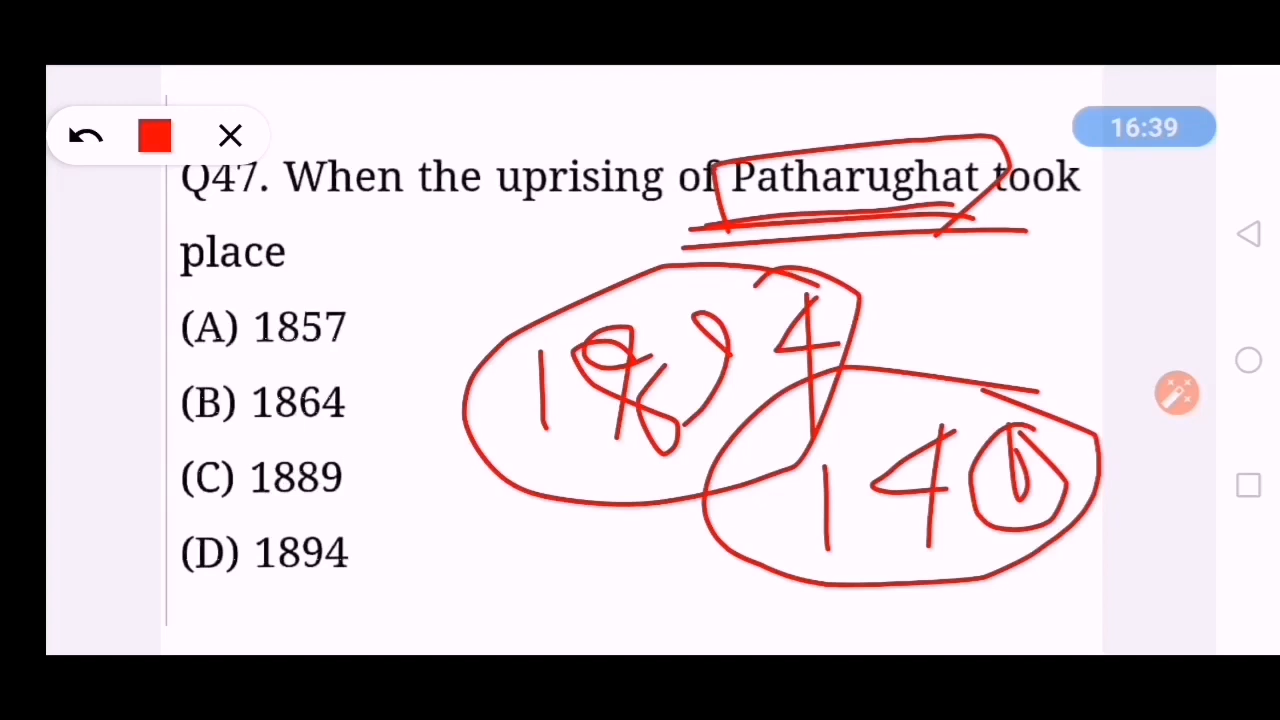 16:39
Q47. When the uprising of Patharughat took
place
(A) 1857
(B) 1864
(C) 1889
(D) 1894
1894
140